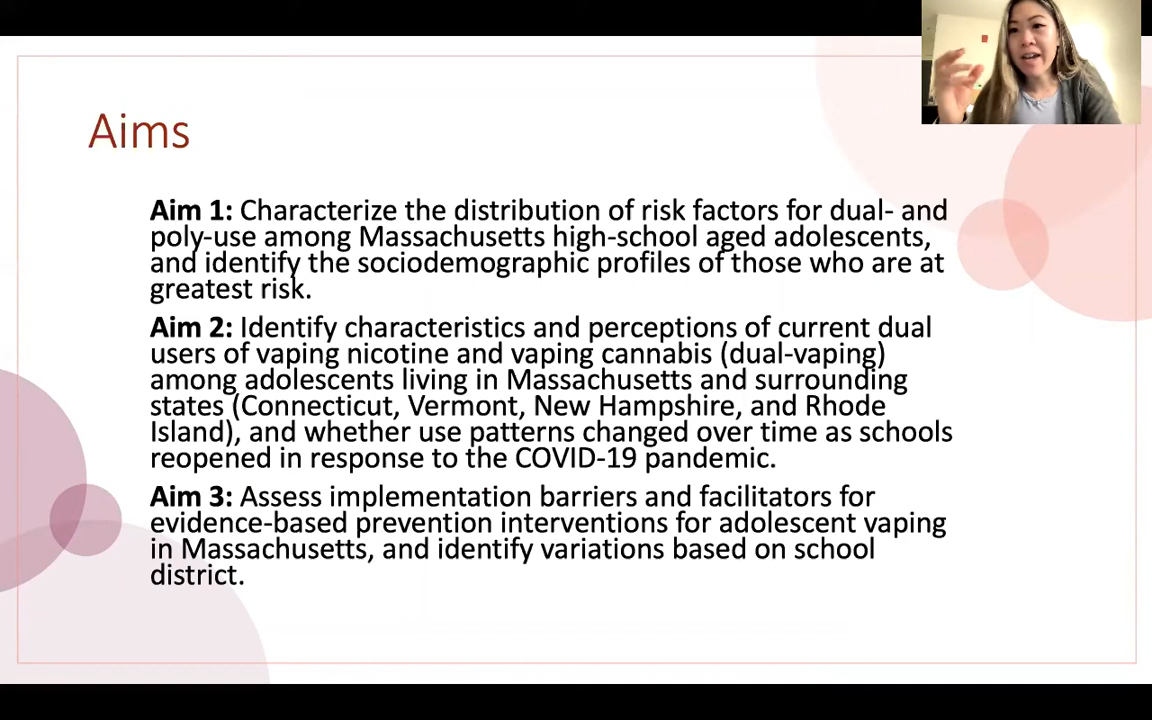 Aims
Aim 1: Characterize the distribution of risk factors for dual- and
poly-use among Massachusetts high-school aged adolescents,
and identify the sociodemographic profiles of those who are at
greatest risk.
Aim 2: Identify characteristics and perceptions of current dual
users of vaping nicotine and vaping cannabis (dual-vaping)
among adolescents living in Massachusetts and surrounding
states (Connecticut, Vermont, New Hampshire, and Rhode
Island), and whether use patterns changed over time as schools
reopened in response to the COVID-19 pandemic.
Aim 3: Assess implementation barriers and facilitators for
evidence-based prevention interventions for adolescent vaping
in Massachusetts, and identify variations based on school
district.